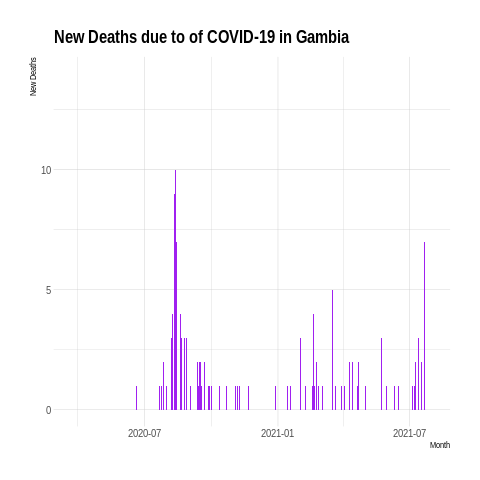 New Deaths due to of COVID-19 in Gambia
New Deaths
10
5
0
2020-07
2021-01
2021-07
Month